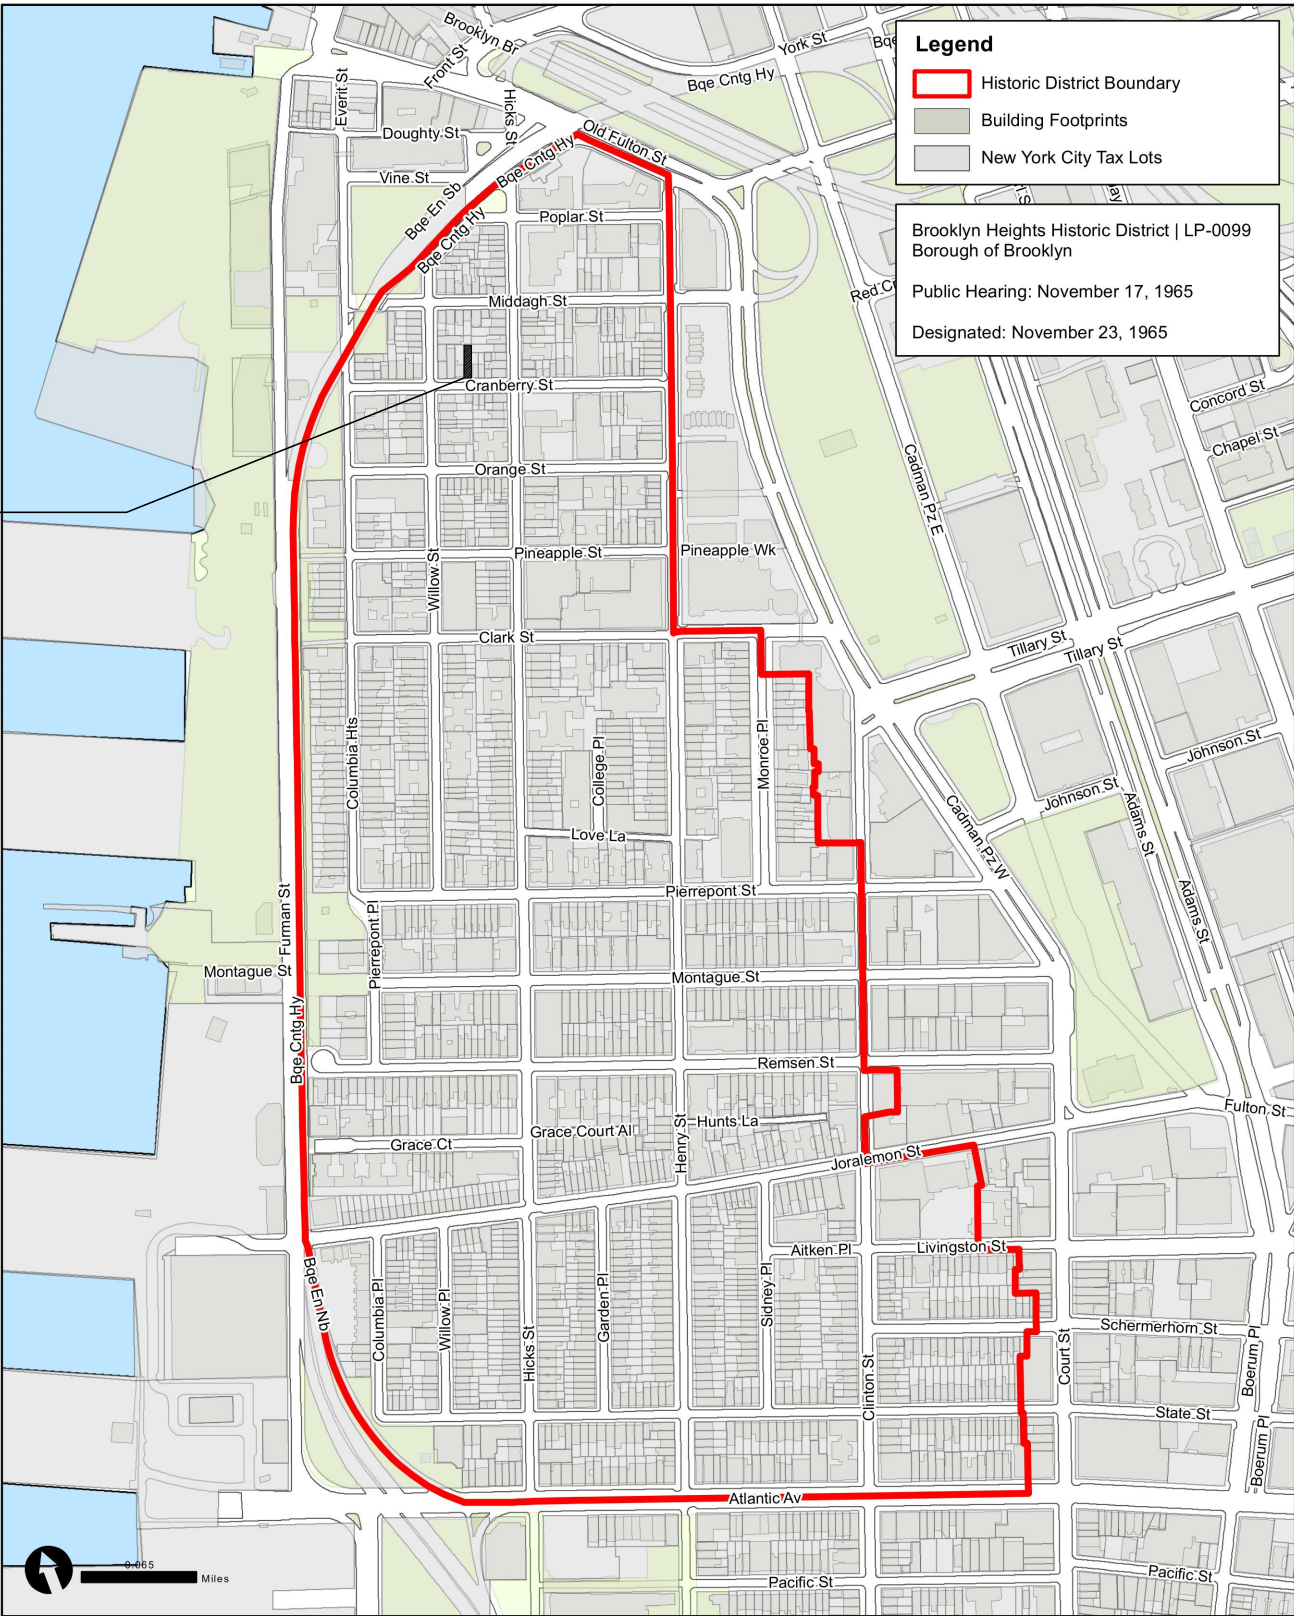 Legend
Historic District Boundary
Building Footprints
New York City Tax Lots
Brooklyn Heights Historic District | LP-0099
Borough of Brooklyn
Public Hearing: November 17, 1965
Designated: November 23, 1965
Brooklyn Br
Front St
York St
Bqe Cntg Hy
Bqe
Everit St
Hicks St
Doughty St
Old Fulton St
Bqe Cntg Hy
Vine St
Bqe En Sb
Bqe Cntg Hy
Poplar St
Middagh St
Cranberry St
Concord St
Chapel St
Orange St
Cadman Pz E
Pineapple St
Pineapple Wk
Willow St
Clark St
Tillary St
Tillary St
Columbia Hts
College Pl
Monroe Pl
Johnson St
Johnson St
Love La
Cadman Pz W
Adams St
Adams St
Pierrepont St
Furman St
Pierrepont Pl
Montague St
Montague St
Bqe Cntg Hy
Remsen St
Fulton St
Grace Court Al
Hunts La
Henry St
Grace Ct
Joralemon St
Aitken Pl
Livingston St
Bqe En Nb
Columbia Pl
Willow Pl
Hicks St
Garden Pl
Sidney Pl
Clinton St
Court St
Schermerhorn St
Boerum Pl
State St
Boerum Pl
Atlantic Av
Pacific St
Pacific St
0.065
Miles